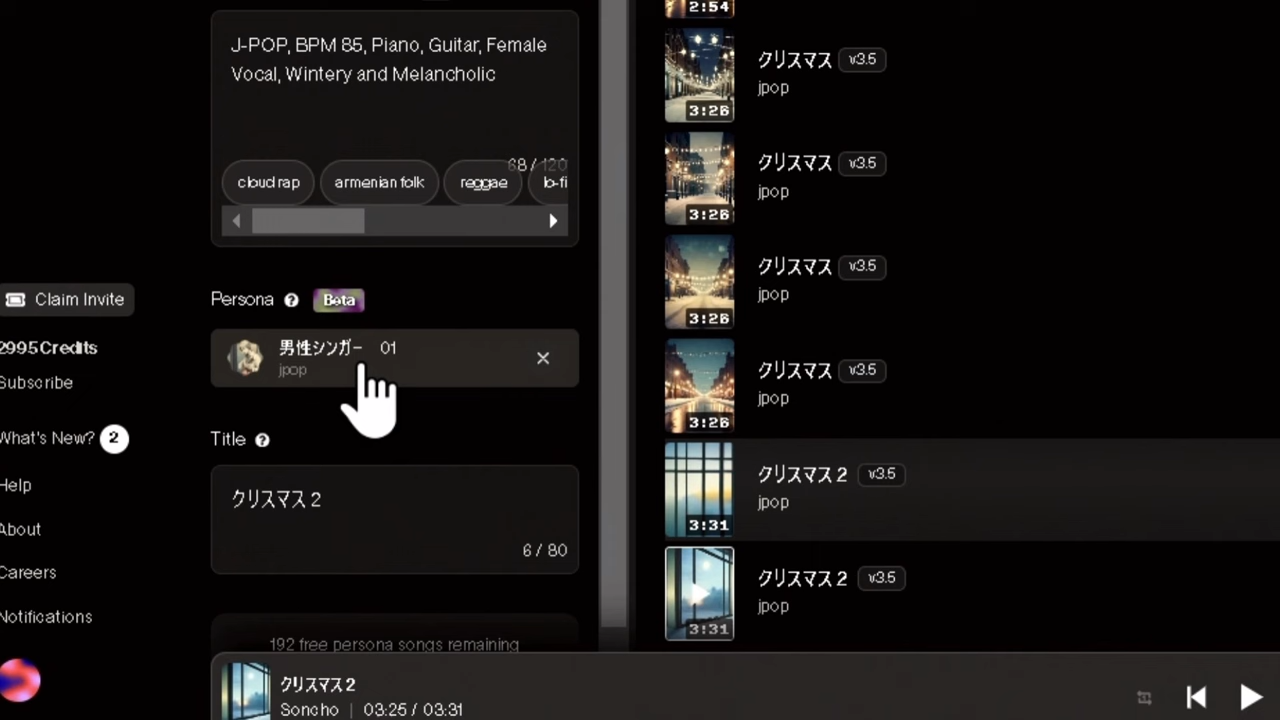 J-POP, BPM 85, Piano, Guitar, Female
Vocal, Wintery and Melancholic
68 / 120
cloud rap
armenian folk
reggae
lo-fi
Claim Invite
2995 Credits
Subscribe
What's New? 2
Help
About
Careers
Notifications
Persona ? Beta
男性シンガー 01
jpop
Title ?
クリスマス2
6 / 80
192 free persona songs remaining
2:54
クリスマス v3.5
jpop
3:26
クリスマス v3.5
jpop
3:26
クリスマス v3.5
jpop
3:26
クリスマス v3.5
jpop
3:26
クリスマス2 v3.5
jpop
3:31
クリスマス2 v3.5
jpop
3:31
クリスマス2
Soncho | 03:25 / 03:31